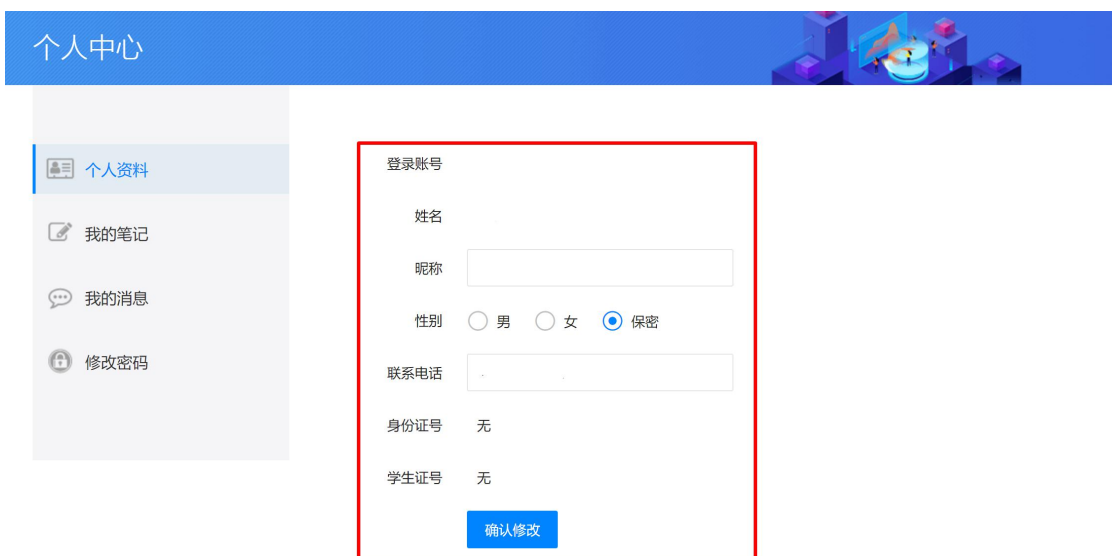 个人中心
个人资料
我的笔记
我的消息
修改密码
登录账号
姓名
昵称
性别 男 女 保密
联系电话
身份证号 无
学生证号 无
确认修改